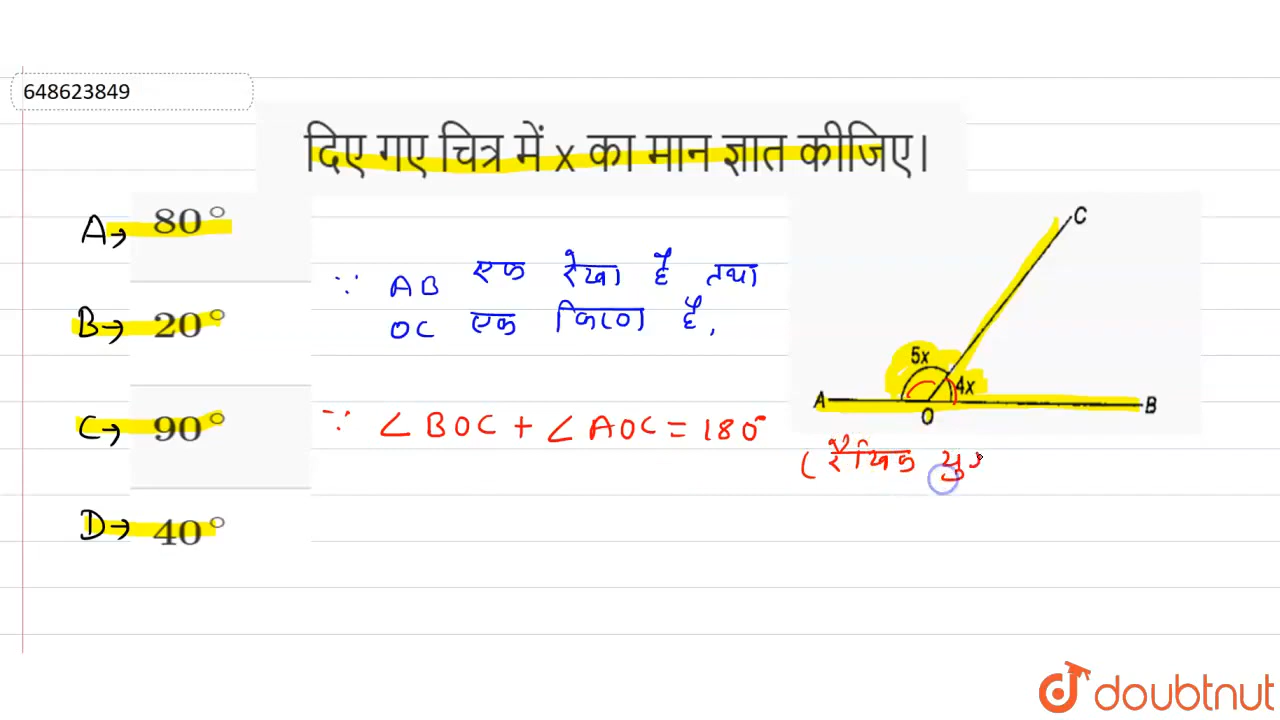 648623849
दिए गए चित्र में x का मान ज्ञात कीजिए।
A→ 80°
B→ 20°
C→ 90°
D→ 40°
∵ AB एक रेखा है तथा
OC एक किरण है,
∵ ∠BOC + ∠AOC = 180°
(रैखिक
C
5x
4x
A
O
B
doubtnut